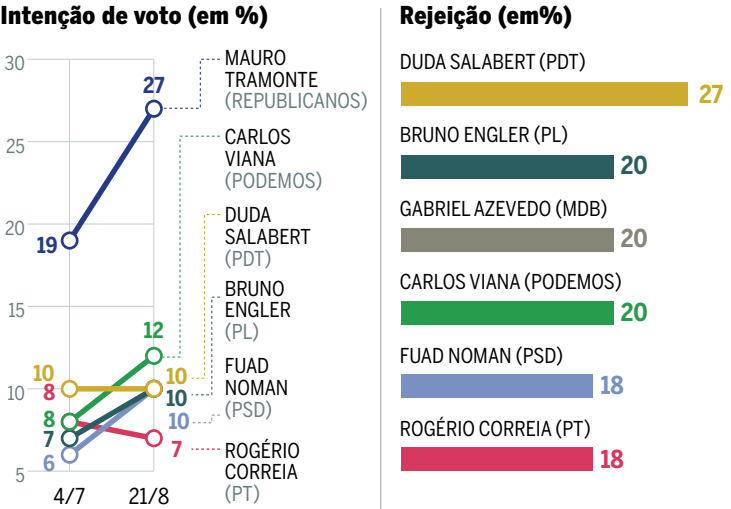 Intenção de voto (em %)
30
25
20
15
10
5
27
19
12
10
8
8
7
6
10
10
10
7
4/7
21/8
MAURO
TRAMONTE
(REPUBLICANOS)
CARLOS
VIANA
(PODEMOS)
DUDA
SALABERT
(PDT)
BRUNO
ENGLER
(PL)
FUAD
NOMAN
(PSD)
ROGÉRIO
CORREIA
(PT)
Rejeição (em%)
DUDA SALABERT (PDT)
27
BRUNO ENGLER (PL)
20
GABRIEL AZEVEDO (MDB)
20
CARLOS VIANA (PODEMOS)
20
FUAD NOMAN (PSD)
18
ROGÉRIO CORREIA (PT)
18